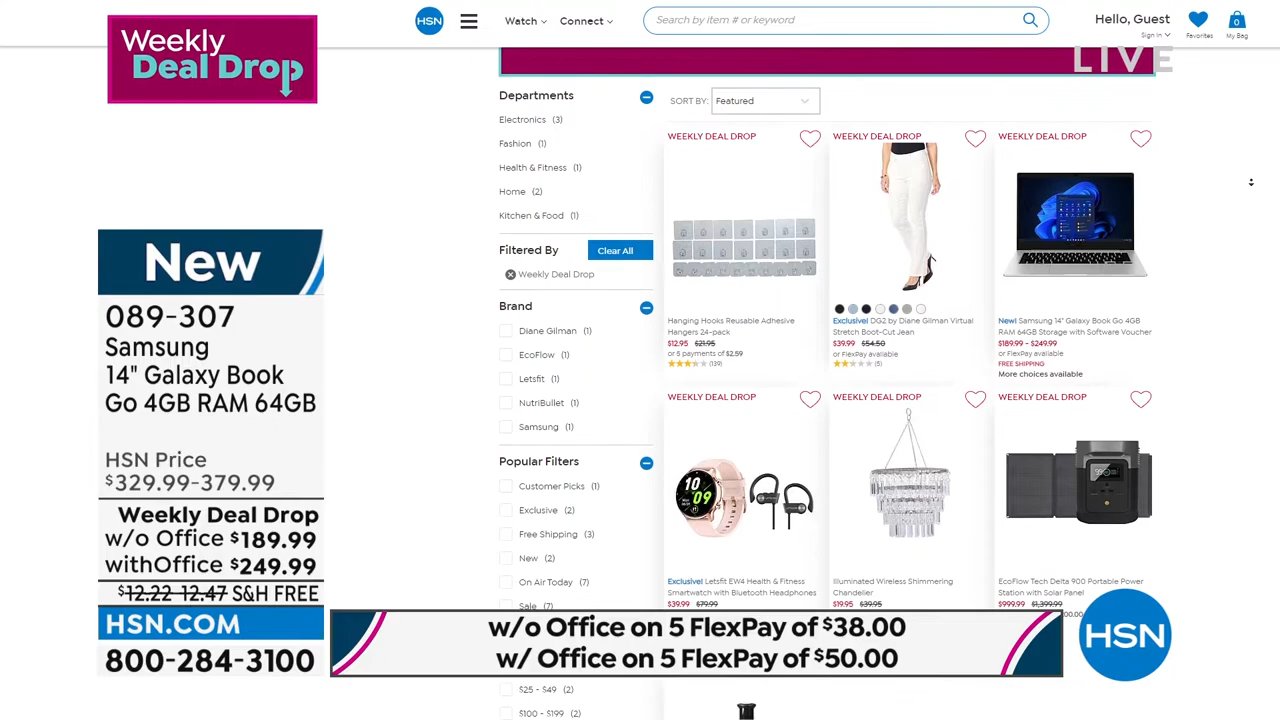 Weekly
Deal Drop
HSN
Watch
Connect
Search by item # or keyword
Hello, Guest
Sign in
Favorites
0
My Bag
LIVE
Departments
Electronics (3)
Fashion (1)
Health & Fitness (1)
Home (2)
Kitchen & Food (1)
Filtered By
Clear All
Weekly Deal Drop
Brand
Diane Gilman (1)
EcoFlow (1)
Letsfit (1)
NutriBullet (1)
Samsung (1)
Popular Filters
Customer Picks (1)
Exclusive (2)
Free Shipping (3)
New (2)
On Air Today (7)
Sale (7)
$25 - $49 (2)
$100 - $199 (2)
SORT BY: Featured
WEEKLY DEAL DROP
Hanging Hooks Reusable Adhesive
Hangers 24-pack
$12.95 $21.95
or 5 payments of $2.59
(139)
WEEKLY DEAL DROP
Exclusive! DG2 by Diane Gilman Virtual
Stretch Boot-Cut Jean
$39.99 $54.50
or FlexPay available
(5)
WEEKLY DEAL DROP
New! Samsung 14" Galaxy Book Go 4GB
RAM 64GB Storage with Software Voucher
$189.99 - $249.99
or FlexPay available
FREE SHIPPING
More choices available
WEEKLY DEAL DROP
10
09
Exclusive! Letsfit EW4 Health & Fitness
Smartwatch with Bluetooth Headphones
$39.99 $79.99
WEEKLY DEAL DROP
Illuminated Wireless Shimmering
Chandelier
$19.95 $39.95
WEEKLY DEAL DROP
EcoFlow Tech Delta 900 Portable Power
Station with Solar Panel
$999.99 $1,399.99
New
089-307
Samsung
14" Galaxy Book
Go 4GB RAM 64GB
HSN Price
$329.99-379.99
Weekly Deal Drop
w/o Office $189.99
withOffice $249.99
$12.22-12.47 S&H FREE
HSN.COM
800-284-3100
w/o Office on 5 FlexPay of $38.00
w/ Office on 5 FlexPay of $50.00
HSN